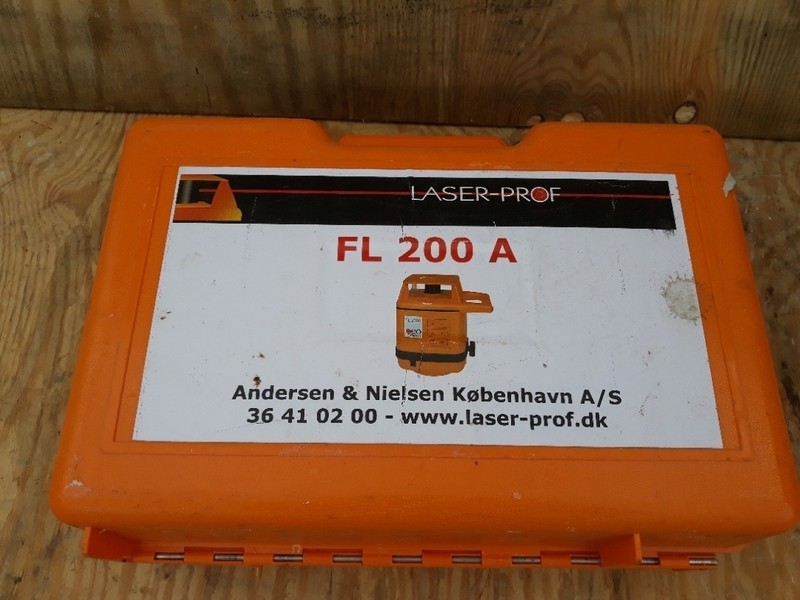 LASER-PROF
FL 200 A
Andersen & Nielsen København A/S
36 41 02 00 - www.laser-prof.dk